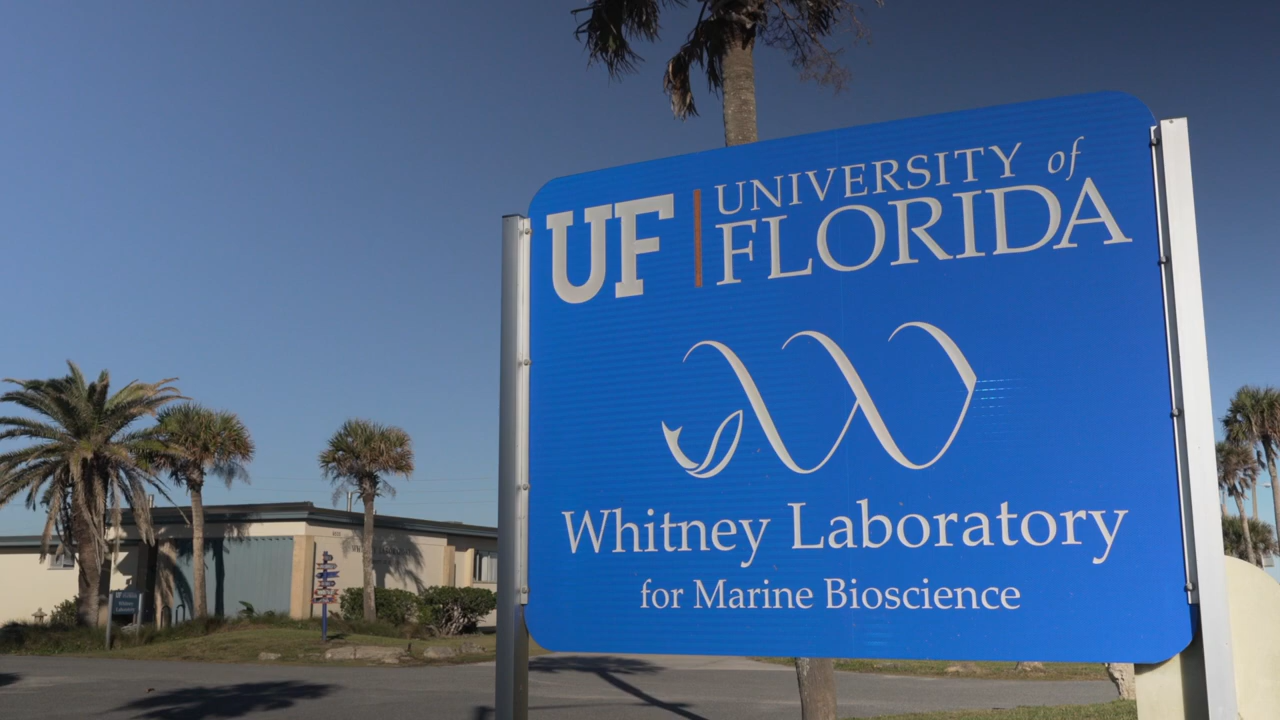 UF
UNIVERSITY of
FLORIDA
Whitney Laboratory
for Marine Bioscience